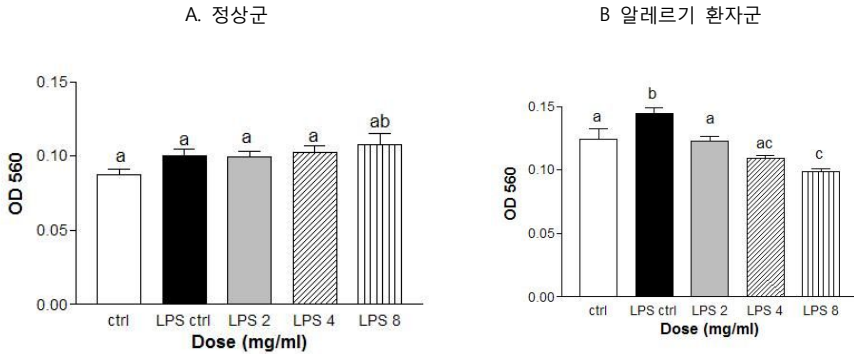 A. 정상군
B 알레르기 환자군
0.15
0.10
0.05
0.00
OD 560
a
a
a
a
ab
ctrl
LPS ctrl
LPS 2
LPS 4
LPS 8
Dose (mg/ml)
0.15
0.10
0.05
0.00
OD 560
a
b
a
ac
c
ctrl
LPS ctrl
LPS 2
LPS 4
LPS 8
Dose (mg/ml)